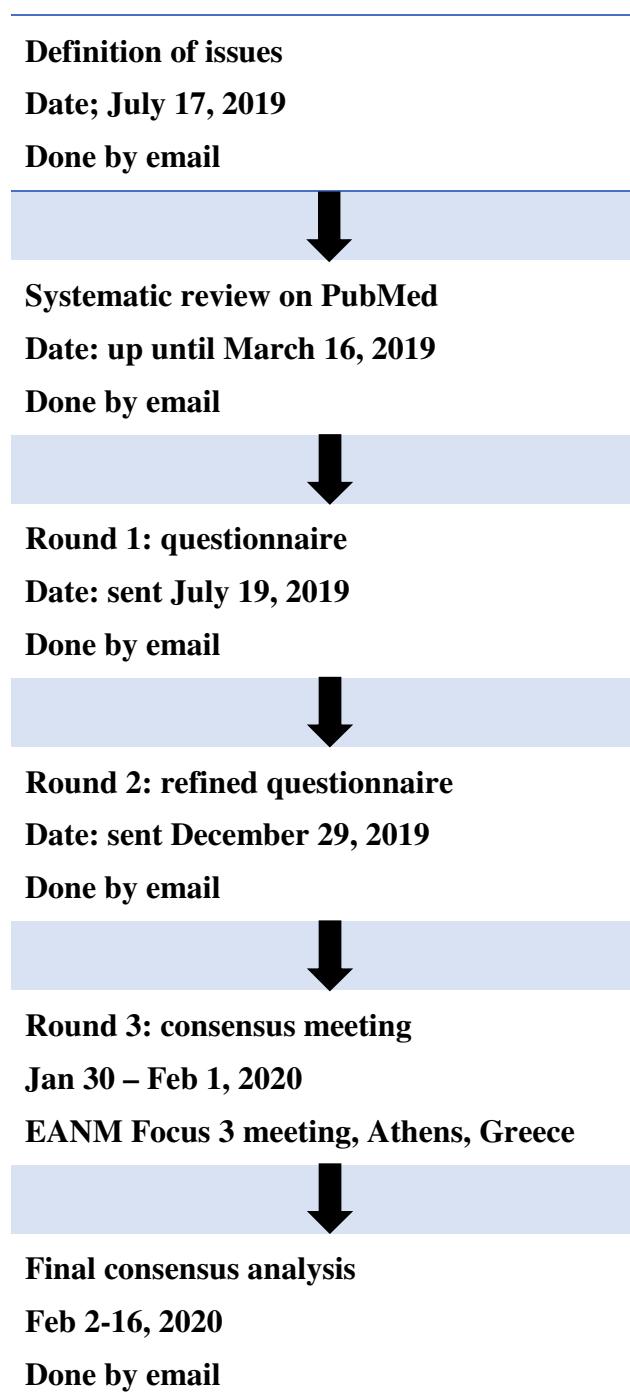 Definition of issues
Date; July 17, 2019
Done by email
Systematic review on PubMed
Date: up until March 16, 2019
Done by email
Round 1: questionnaire
Date: sent July 19, 2019
Done by email
Round 2: refined questionnaire
Date: sent December 29, 2019
Done by email
Round 3: consensus meeting
Jan 30 – Feb 1, 2020
EANM Focus 3 meeting, Athens, Greece
Final consensus analysis
Feb 2-16, 2020
Done by email